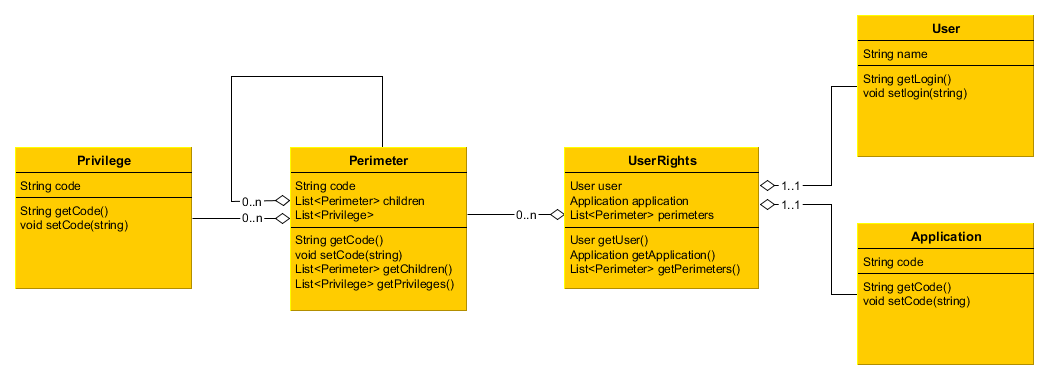 User
String name
String getLogin()
void setlogin(string)
Privilege
String code
String getCode()
void setCode(string)
0..n
0..n
Perimeter
String code
List<Perimeter> children
List<Privilege>
String getCode()
void setCode(string)
List<Perimeter> getChildren()
List<Privilege> getPrivileges()
0..n
UserRights
User user
Application application
List<Perimeter> perimeters
User getUser()
Application getApplication()
List<Perimeter> getPerimeters()
1..1
1..1
Application
String code
String getCode()
void setCode(string)